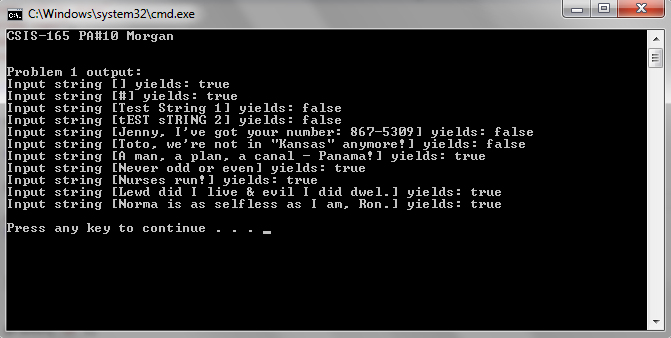 C:\Windows\system32\cmd.exe
CSIS-165 PA#10 Morgan
Problem 1 output:
Input string [] yields: true
Input string [#] yields: true
Input string [Test String 1] yields: false
Input string [tEST sTRING 2] yields: false
Input string [Jenny, I've got your number: 867-5309] yields: false
Input string [Toto, we're not in "Kansas" anymore!] yields: false
Input string [A man, a plan, a canal - Panama!] yields: true
Input string [Never odd or even] yields: true
Input string [Nurses run!] yields: true
Input string [Lewd did I live & evil I did dwel.] yields: true
Input string [Norma is as selfless as I am, Ron.] yields: true
Press any key to continue . . . _